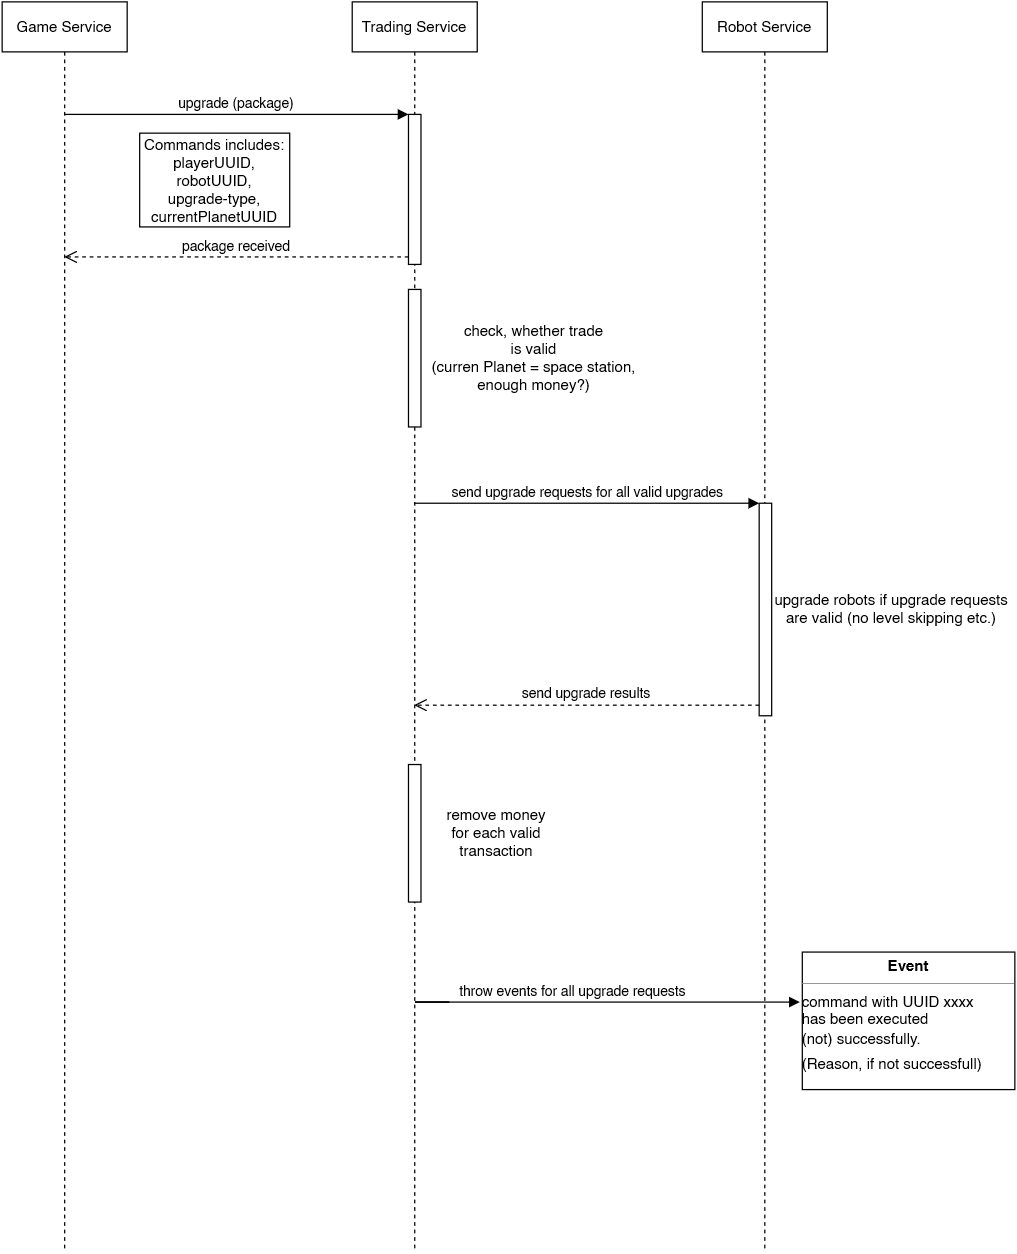 Game Service
Trading Service
Robot Service
upgrade (package)
Commands includes:
playerUUID,
robotUUID,
upgrade-type,
currentPlanetUUID
package received
check, whether trade
is valid
(curren Planet = space station,
enough money?)
send upgrade requests for all valid upgrades
upgrade robots if upgrade requests
are valid (no level skipping etc.)
send upgrade results
remove money
for each valid
transaction
throw events for all upgrade requests
Event
command with UUID xxxx
has been executed
(not) successfully.
(Reason, if not successfull)